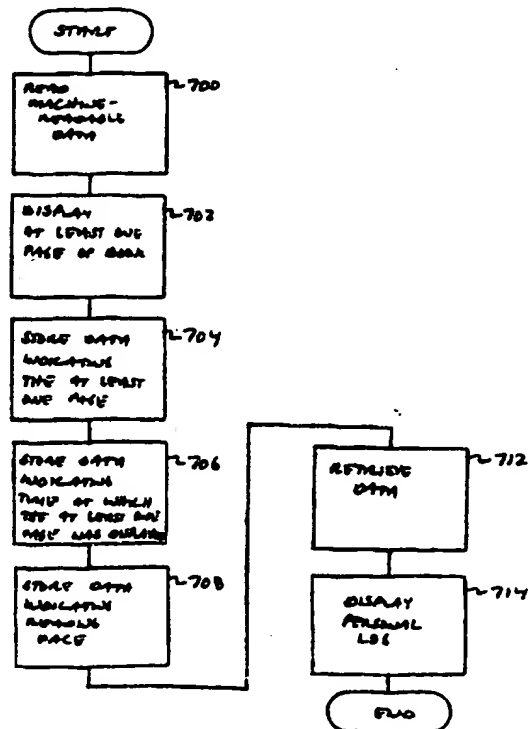 START
READ
MACHINE-
READABLE
DATA
700
DISPLAY
AT LEAST ONE
PAGE OF BOOK
702
STORE DATA
INDICATING
THE AT LEAST
ONE PAGE
704
STORE DATA
INDICATING
TIME AT WHICH
THE AT LEAST ONE
PAGE WAS DISPLAYED
706
STORE DATA
INDICATING
READING
PACE
708
RETRIEVE
DATA
712
DISPLAY
PERSONAL
LOG
714
END